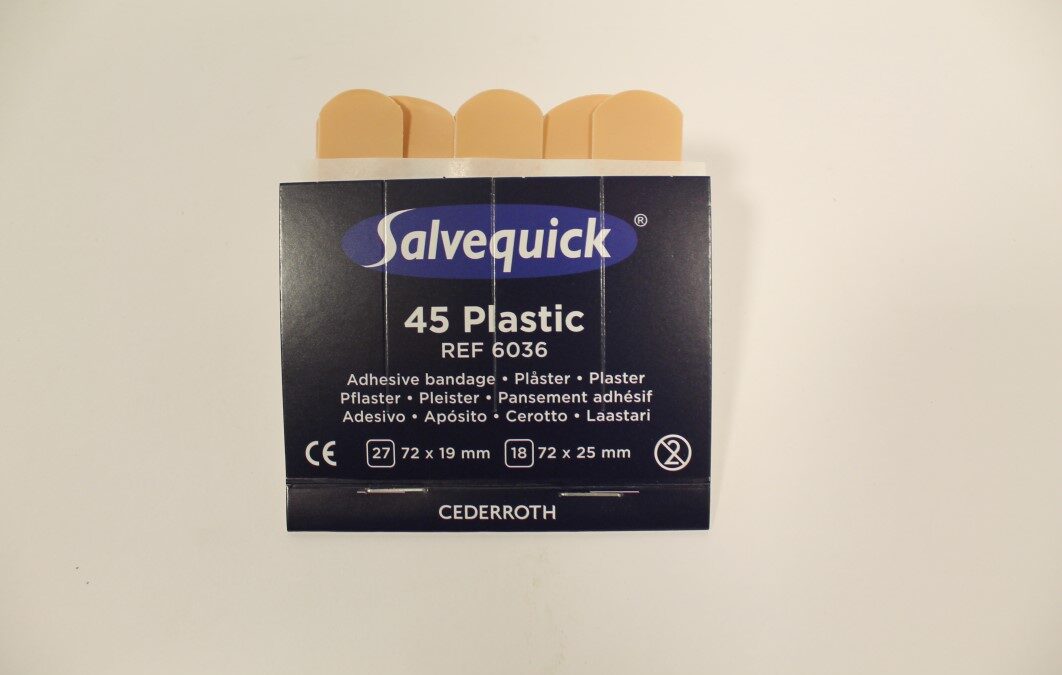 Salvequick ®
45 Plastic
REF 6036
Adhesive bandage • Plåster • Plaster
Pflaster • Pleister • Pansement adhésif
Adesivo • Apósito • Cerotto • Laastari
CE 27 72 x 19 mm 18 72 x 25 mm 2
CEDERROTH